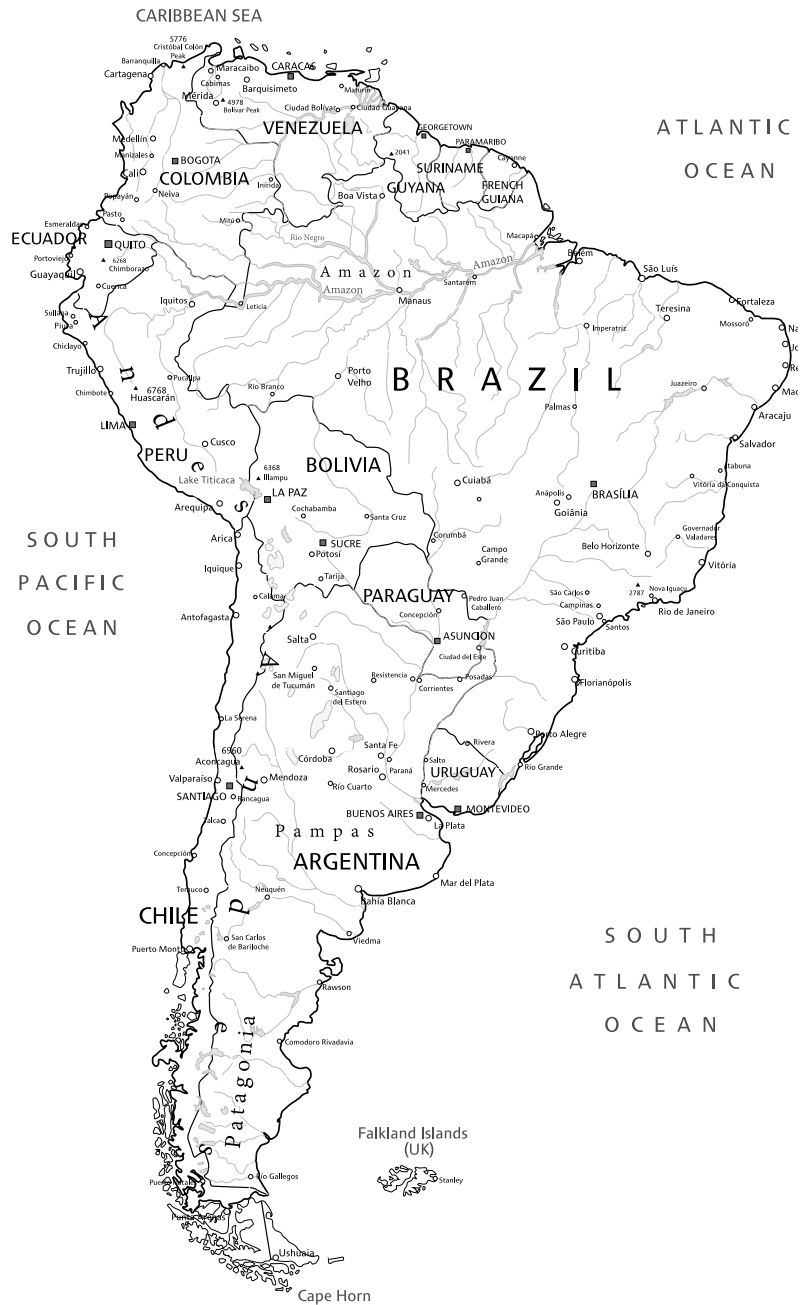 CARIBBEAN SEA
5776
Cristóbal Colón
Peak
Barranquilla
Cartagena
Maracaibo
Cabimas
CARACAS
Barquisimeto
Maturín
Mérida
4978
Bolívar Peak
Ciudad Bolívar
Ciudad Guayana
VENEZUELA
GEORGETOWN
PARAMARIBO
2041
Cayenne
SURINAME
GUYANA
FRENCH
GUIANA
ATLANTIC
OCEAN
Medellín
Manizales
BOGOTA
Cali
COLOMBIA
Inírida
Popayán
Neiva
Boa Vista
Pasto
Mitú
Esmeraldas
ECUADOR
QUITO
Rio Negro
Macapá
Portoviejo
6268
Chimborazo
Guayaquil
Cuenca
Amazon
Amazon
Amazon
Belém
São Luís
Santarém
Manaus
Iquitos
Leticia
Sullana
Piura
Chiclayo
Imperatriz
Teresina
Fortaleza
Mossoró
Na
Jo
Re
Mac
Trujillo
Pucallpa
Chimbote
6768
Huascarán
Andes
Rio Branco
Porto
Velho
BRAZIL
Juazeiro
Palmas
Aracaju
LIMA
Cusco
PERU
Salvador
BOLIVIA
6368
Illampu
Lake Titicaca
LA PAZ
Arequipa
Cochabamba
Santa Cruz
Cuiabá
Anápolis
Goiânia
BRASÍLIA
Itabuna
Vitória da Conquista
SOUTH
PACIFIC
OCEAN
Arica
SUCRE
Potosí
Corumbá
Campo
Grande
Belo Horizonte
Governador
Valadares
Vitória
Iquique
Tarija
PARAGUAY
Pedro Juan
Caballero
Concepción
Calama
Antofagasta
São Carlos
Campinas
São Paulo
Santos
2787
Nova Iguaçu
Rio de Janeiro
Salta
ASUNCION
Ciudad del Este
Curitiba
San Miguel
de Tucumán
Resistencia
Corrientes
Posadas
Florianópolis
Santiago
del Estero
La Serena
Porto Alegre
Rivera
6960
Aconcagua
Córdoba
Santa Fe
Paraná
Salto
Rio Grande
Valparaíso
Mendoza
Rosario
URUGUAY
SANTIAGO
Rancagua
Río Cuarto
Mercedes
Talca
BUENOS AIRES
MONTEVIDEO
La Plata
Pampas
ARGENTINA
Concepción
Temuco
Neuquén
Mar del Plata
Bahía Blanca
CHILE
San Carlos
de Bariloche
Viedma
Puerto Montt
Andes
Rawson
Comodoro Rivadavia
Patagonia
SOUTH
ATLANTIC
OCEAN
Falkland Islands
(UK)
Stanley
Río Gallegos
Puerto Natales
Punta Arenas
Ushuaia
Cape Horn